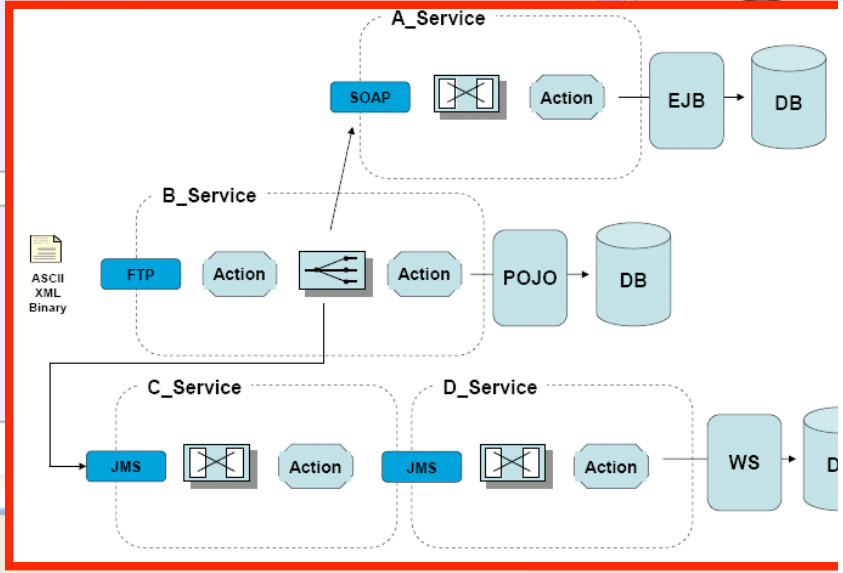 A_Service
SOAP
Action
EJB
DB
B_Service
ASCII
XML
Binary
FTP
Action
Action
POJO
DB
C_Service
D_Service
JMS
Action
JMS
Action
WS